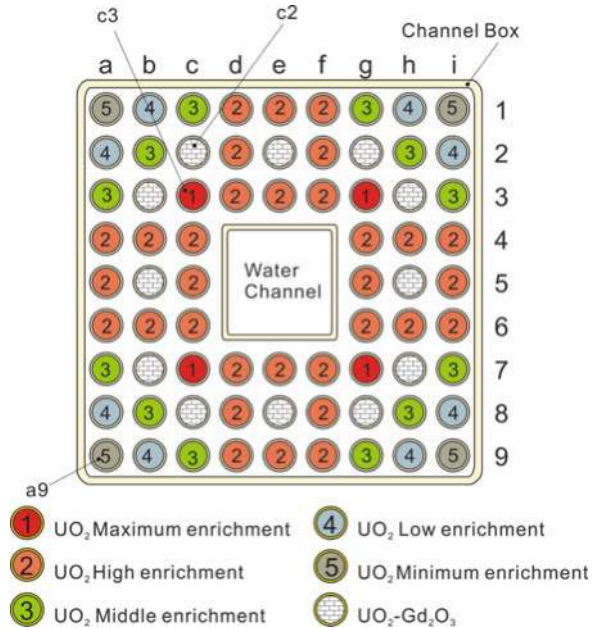 c3 c2
Channel Box
a b c d e f g h i
5 4 3 2 2 2 3 4 5 1
4 3 2 2 3 4 2
3 1 2 2 2 1 3 3
2 2 2 2 2 2 4
2 2 2 2 5
2 2 2 2 2 2 6
Water
Channel
3 1 2 2 2 1 3 7
4 3 2 2 3 4 8
5 4 3 2 2 2 3 4 5 9
a9
1 UO₂ Maximum enrichment
4 UO₂ Low enrichment
2 UO₂ High enrichment
5 UO₂ Minimum enrichment
3 UO₂ Middle enrichment
UO₂-Gd₂O₃